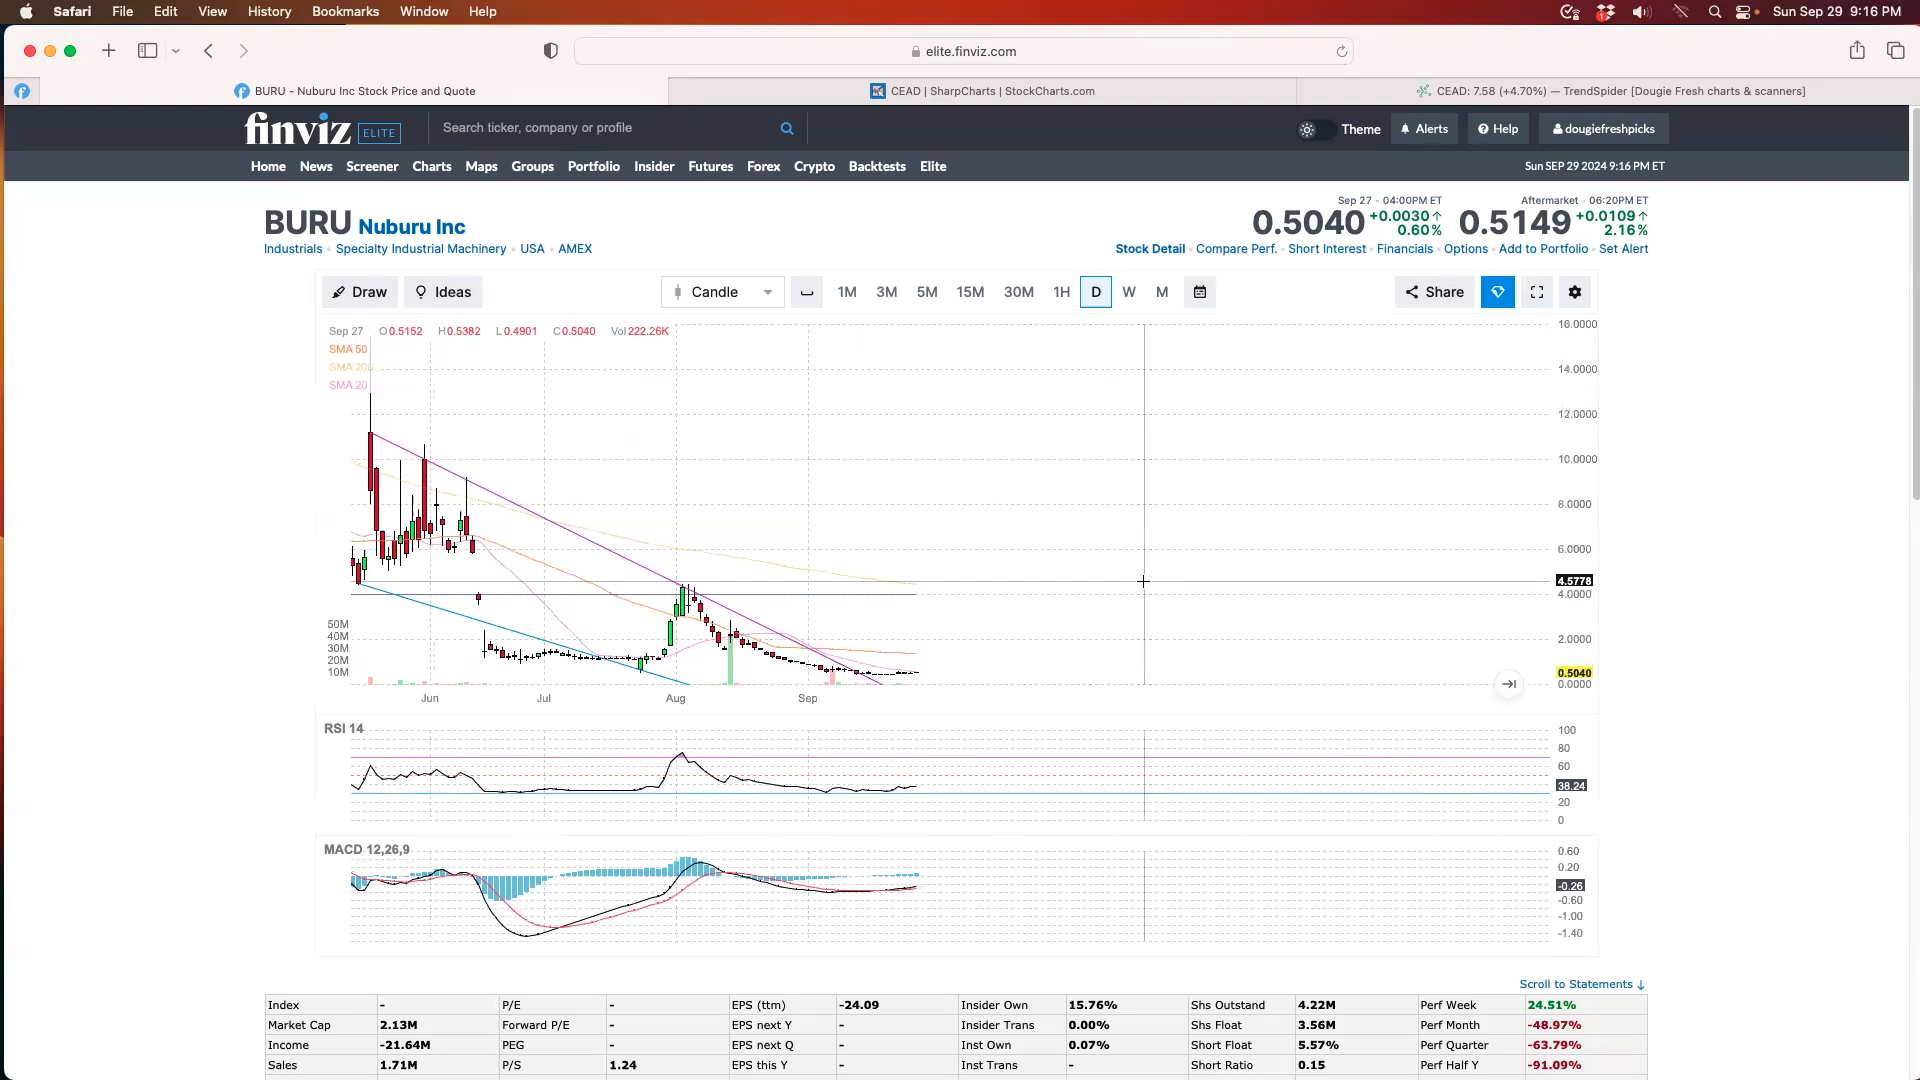 Safari File Edit View History Bookmarks Window Help Sun Sep 29 9:16 PM
elite.finviz.com
BURU - Nuburu Inc Stock Price and Quote CEAD | SharpCharts | StockCharts.com CEAD: 7.58 (+4.70%) — TrendSpider [Dougie Fresh charts & scanners]
finviz ELITE Search ticker, company or profile Theme Alerts Help dougiefreshpicks
Home News Screener Charts Maps Groups Portfolio Insider Futures Forex Crypto Backtests Elite Sun SEP 29 2024 9:16 PM ET
Sep 27 · 04:00PM ET Aftermarket · 06:20PM ET
BURU Nuburu Inc 0.5040 +0.0030 0.60% 0.5149 +0.0109 2.16%
Industrials · Specialty Industrial Machinery · USA · AMEX Stock Detail · Compare Perf. · Short Interest · Financials · Options · Add to Portfolio · Set Alert
Draw Ideas Candle 1M 3M 5M 15M 30M 1H D W M Share
Sep 27 O0.5152 H0.5382 L0.4901 C0.5040 Vol222.26K 16.0000
SMA 50
SMA 200 14.0000
SMA 20
12.0000
10.0000
8.0000
6.0000
4.5778
4.0000
50M
40M 2.0000
30M
20M
10M 0.5040
0.0000
Jun Jul Aug Sep
RSI 14 100
80
60
38.24
20
0
MACD 12,26,9 0.60
0.20
-0.26
-0.60
-1.00
-1.40
Scroll to Statements ↓
Index - P/E - EPS (ttm) -24.09 Insider Own 15.76% Shs Outstand 4.22M Perf Week 24.51%
Market Cap 2.13M Forward P/E - EPS next Y - Insider Trans 0.00% Shs Float 3.56M Perf Month -48.97%
Income -21.64M PEG - EPS next Q - Inst Own 0.07% Short Float 5.57% Perf Quarter -63.79%
Sales 1.71M P/S 1.24 EPS this Y - Inst Trans - Short Ratio 0.15 Perf Half Y -91.09%